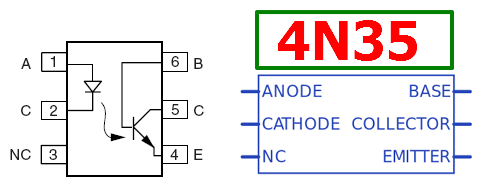 4N35
A 1 6 B
C 2 5 C
NC 3 4 E
ANODE BASE
CATHODE COLLECTOR
NC EMITTER